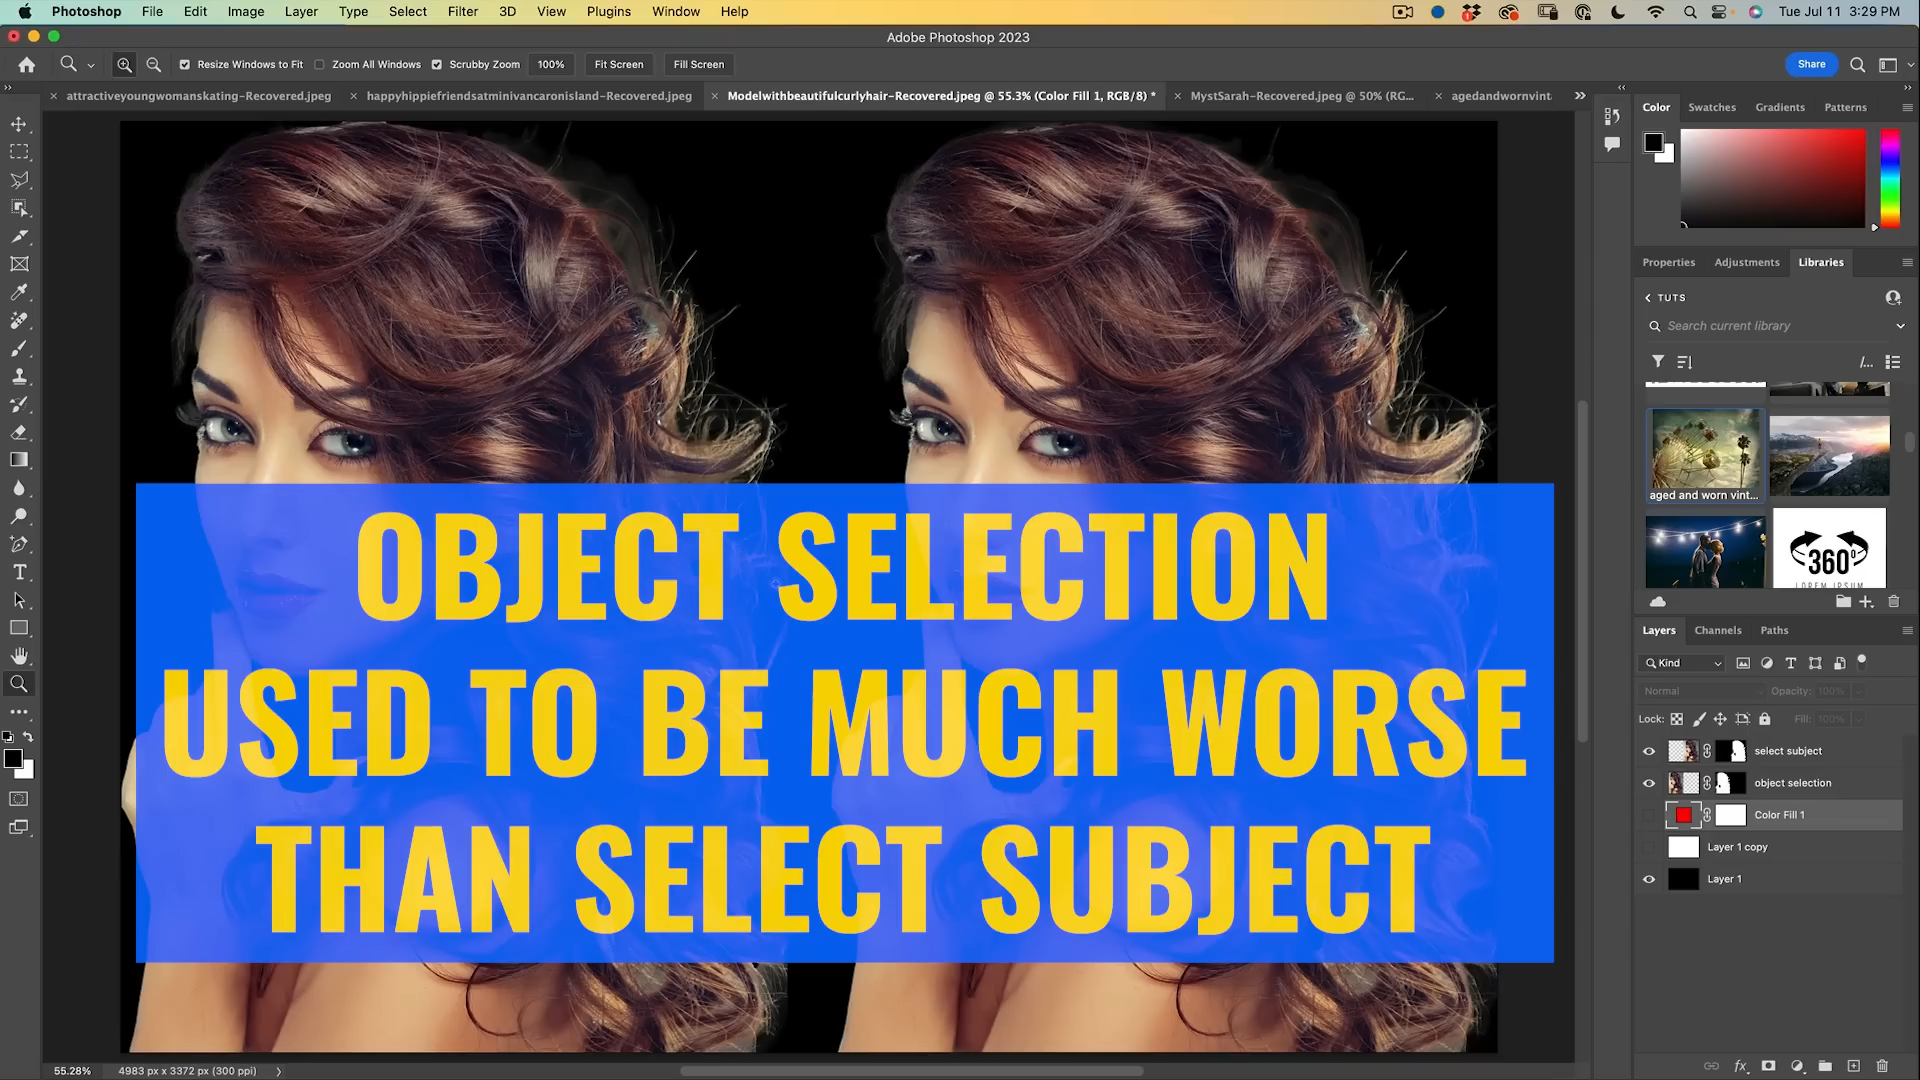 Photoshop File Edit Image Layer Type Select Filter 3D View Plugins Window Help Tue Jul 11 3:29 PM
Adobe Photoshop 2023
Resize Windows to Fit Zoom All Windows Scrubby Zoom 100% Fit Screen Fill Screen Share
attractiveyoungwomanskating-Recovered.jpeg happyhippiefriendsatminivancaronisland-Recovered.jpeg Modelwithbeautifulcurlyhair-Recovered.jpeg @ 55.3% (Color Fill 1, RGB/8) * MystSarah-Recovered.jpeg @ 50% (RG... agedandwornvint
Color Swatches Gradients Patterns
Properties Adjustments Libraries
TUTS
Search current library
aged and worn vint...
360°
LOREM IPSUM
OBJECT SELECTION
USED TO BE MUCH WORSE
THAN SELECT SUBJECT
Layers Channels Paths
Kind
Normal Opacity: 100%
Lock: Fill: 100%
select subject
object selection
Color Fill 1
Layer 1 copy
Layer 1
55.28% 4983 px x 3372 px (300 ppi)